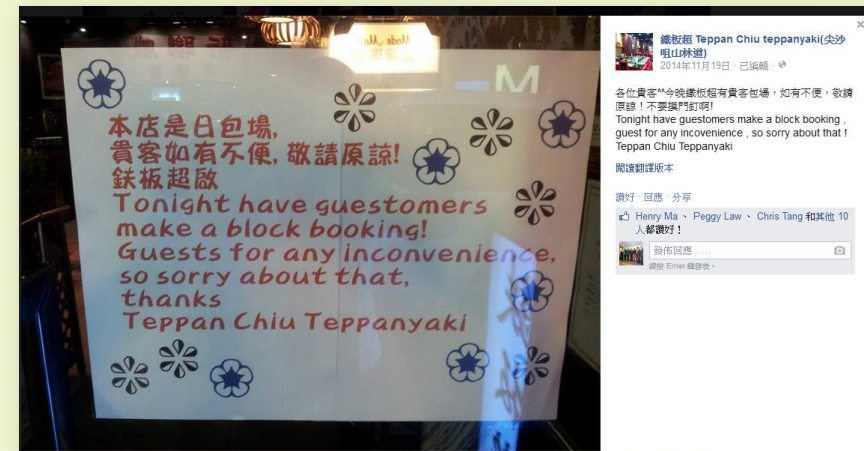 本店是日包場,
貴客如有不便, 敬請原諒!
鉄板超啟
Tonight have guestomers
make a block booking!
Guests for any inconvenience,
so sorry about that,
thanks
Teppan Chiu Teppanyaki
M
鐵板超 Teppan Chiu teppanyaki(尖沙
咀山林道)
2014年11月19日 · 已編輯 ·
各位貴客^^今晚鐵板超有貴客包場，如有不便，敬請
原諒！不要摸門釘啊!
Tonight have guestomers make a block booking ,
guest for any incovenience , so sorry about that !
Teppan Chiu Teppanyaki
閱讀翻譯版本
讚好 · 回應 · 分享
Henry Ma 、 Peggy Law 、 Chris Tang 和其他 10
人都讚好！
發佈回應......
請按 Enter 鍵發表。